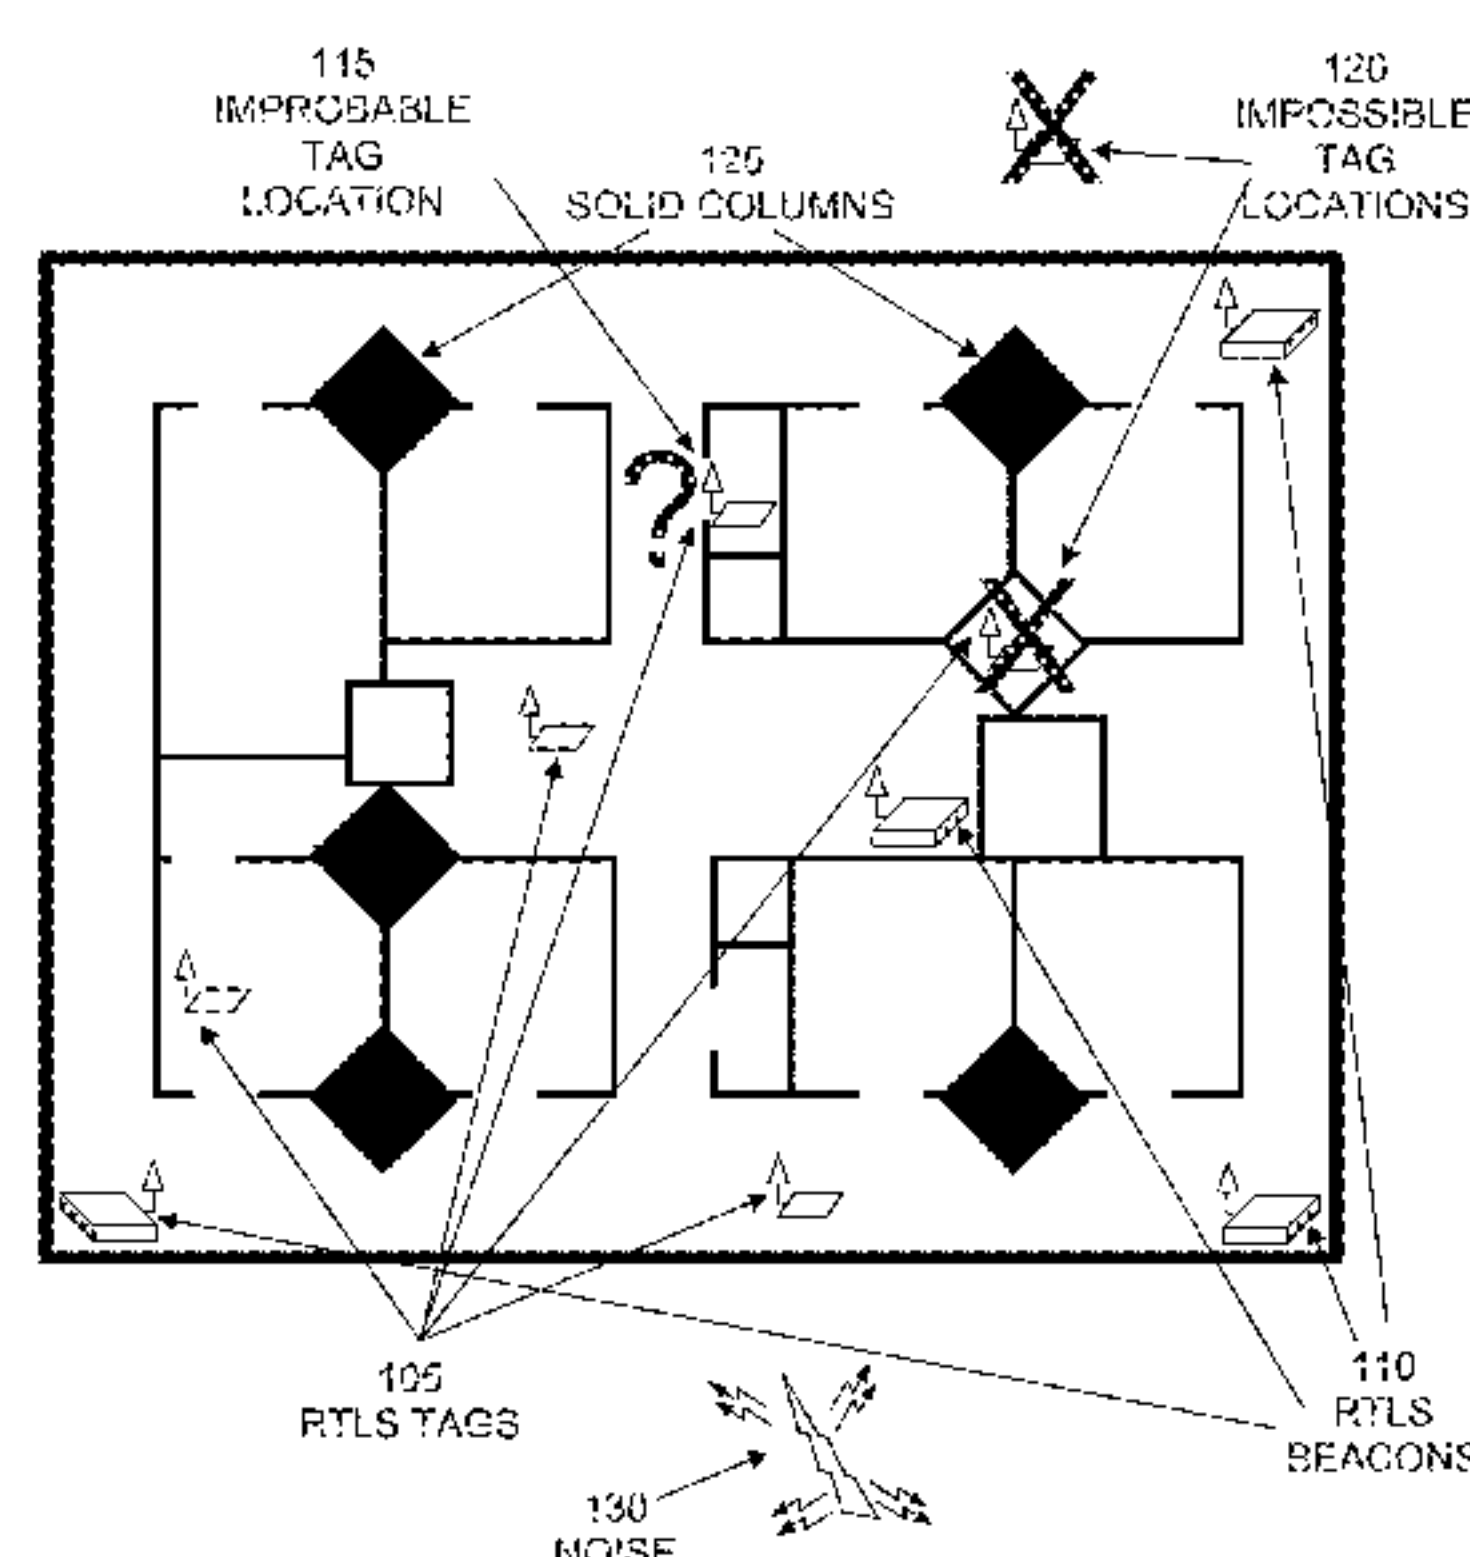 115
IMPROBABLE
TAG
LOCATION
125
SOLID COLUMNS
120
IMPOSSIBLE
TAG
LOCATIONS
?
105
RTLS TAGS
110
RTLS
BEACONS
130
NOISE